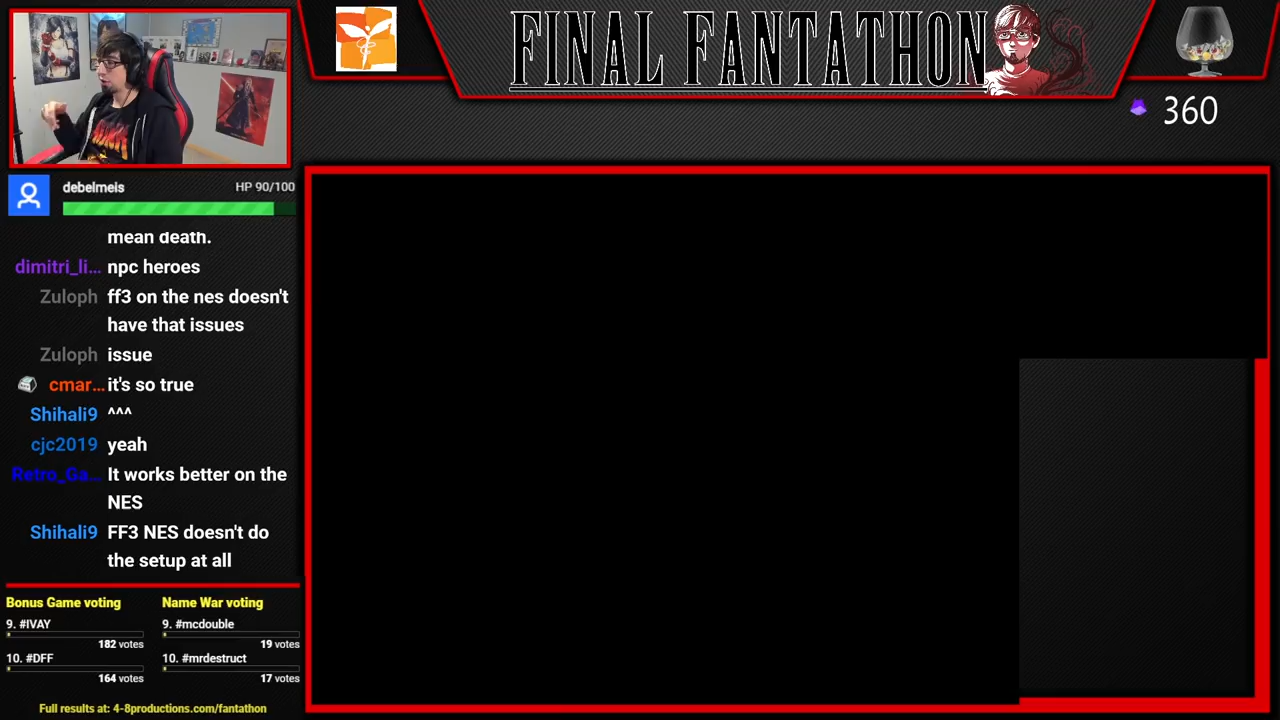 FINAL FANTATHON
360
debelmeis HP 90/100
mean death.
dimitri_li... npc heroes
Zuloph ff3 on the nes doesn't
have that issues
Zuloph issue
cmar... it's so true
Shihali9 ^^^
cjc2019 yeah
Retro_Ga... It works better on the
NES
Shihali9 FF3 NES doesn't do
the setup at all
Bonus Game voting Name War voting
9. #IVAY 9. #mcdouble
182 votes 19 votes
10. #DFF 10. #mrdestruct
164 votes 17 votes
Full results at: 4-8productions.com/fantathon